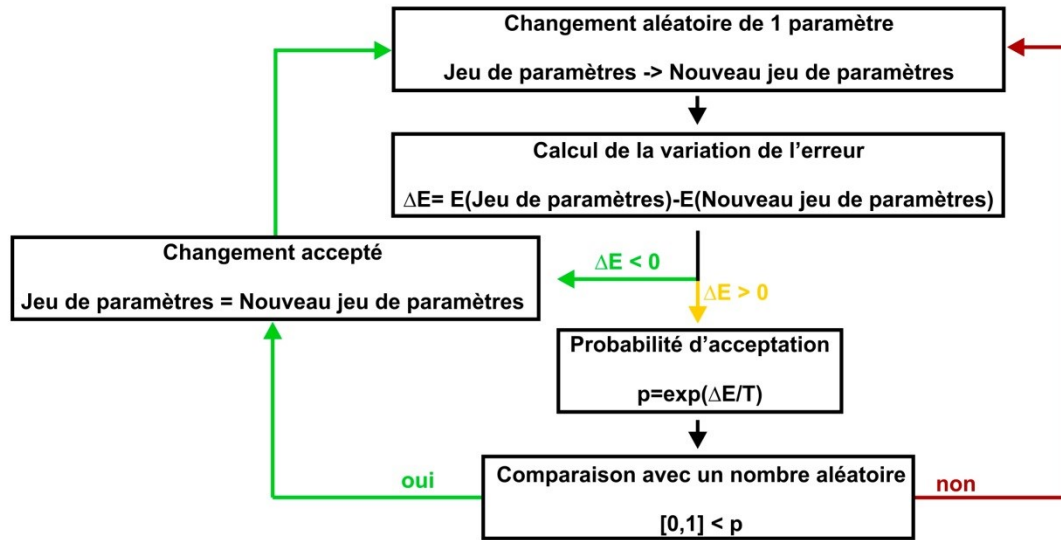 Changement aléatoire de 1 paramètre
Jeu de paramètres -> Nouveau jeu de paramètres
Calcul de la variation de l’erreur
∆E= E(Jeu de paramètres)-E(Nouveau jeu de paramètres)
Changement accepté
Jeu de paramètres = Nouveau jeu de paramètres
∆E < 0
∆E > 0
Probabilité d’acceptation
p=exp(∆E/T)
oui
Comparaison avec un nombre aléatoire
[0,1] < p
non